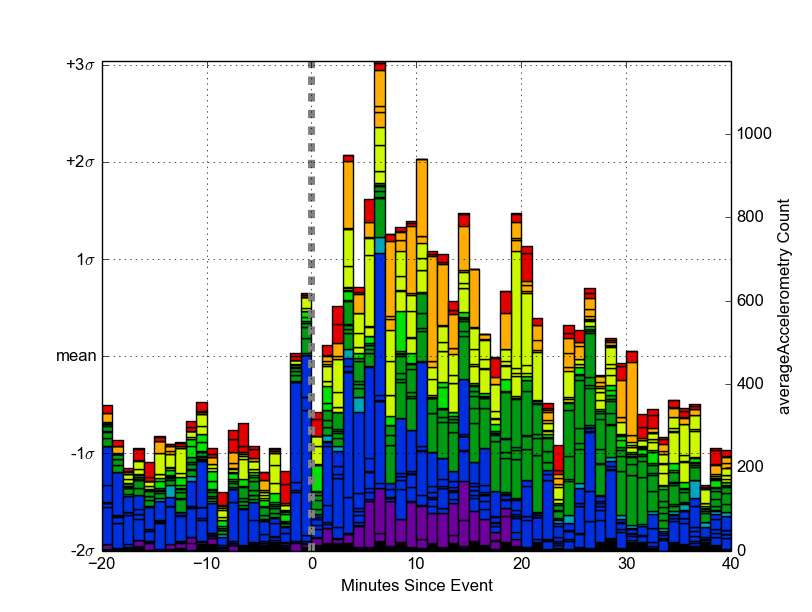 +3σ
+2σ
1σ
mean
-1σ
-2σ
1000
800
600
400
200
0
averageAccelerometry Count
−20
−10
0
10
20
30
40
Minutes Since Event